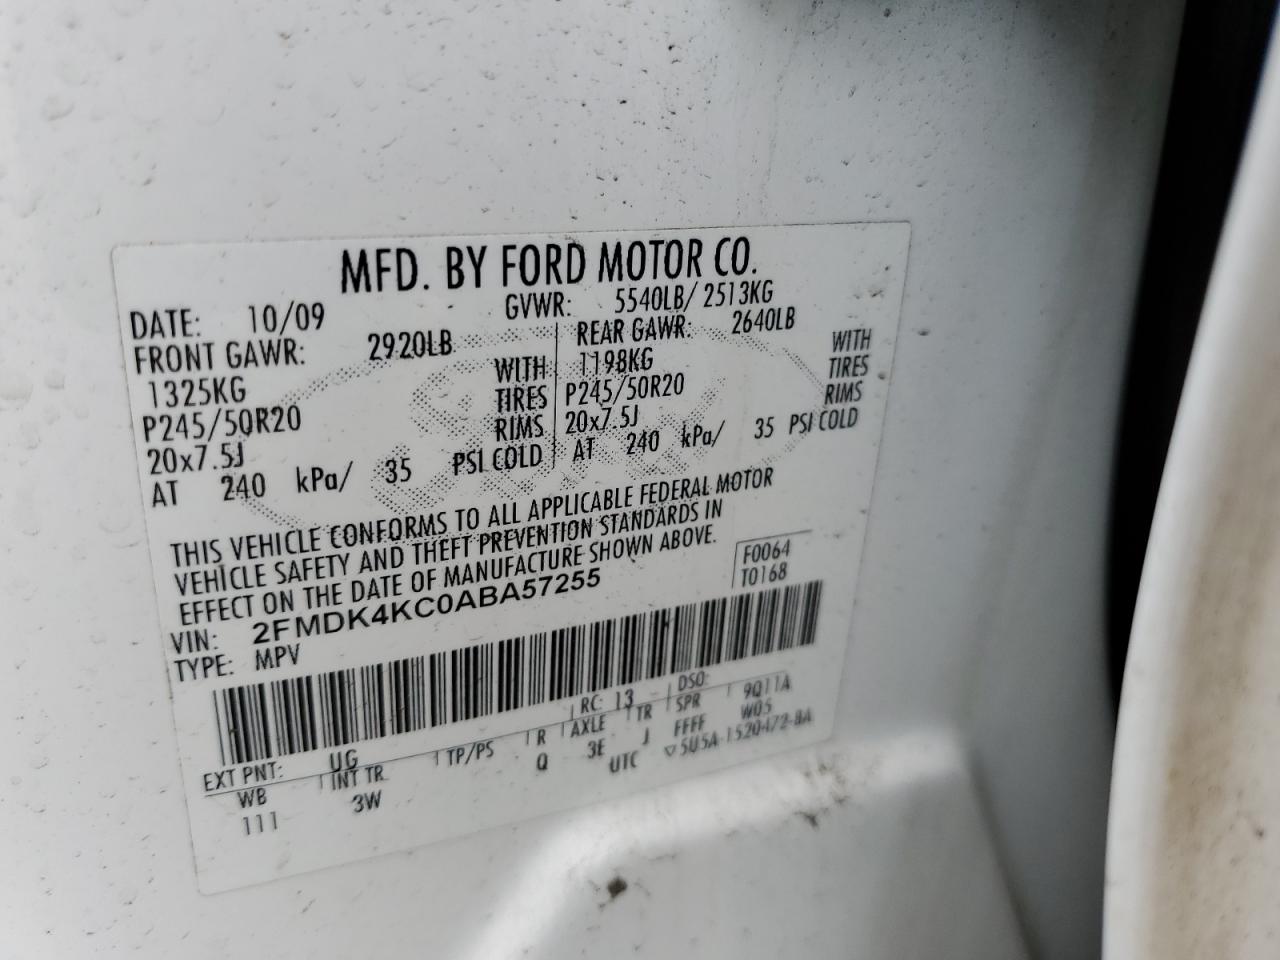 MFD. BY FORD MOTOR CO.
DATE: 10/09 GVWR: 5540LB/ 2513KG
FRONT GAWR: 2920LB REAR GAWR: 2640LB
1325KG WITH 1198KG WITH
P245/50R20 TIRES P245/50R20 TIRES
20x7.5J RIMS 20x7.5J RIMS
AT 240 kPa/ 35 PSI COLD AT 240 kPa/ 35 PSI COLD
THIS VEHICLE CONFORMS TO ALL APPLICABLE FEDERAL MOTOR
VEHICLE SAFETY AND THEFT PREVENTION STANDARDS IN
EFFECT ON THE DATE OF MANUFACTURE SHOWN ABOVE.
F0064
T0168
VIN: 2FMDK4KC0ABA57255
TYPE: MPV
EXT PNT: UG RC: 13 DSO:
WB INT TR TP/PS R AXLE TR SPR 9Q11A
111 3W Q 3E J FFFF W05
UTC ▽5U5A-1520472-BA